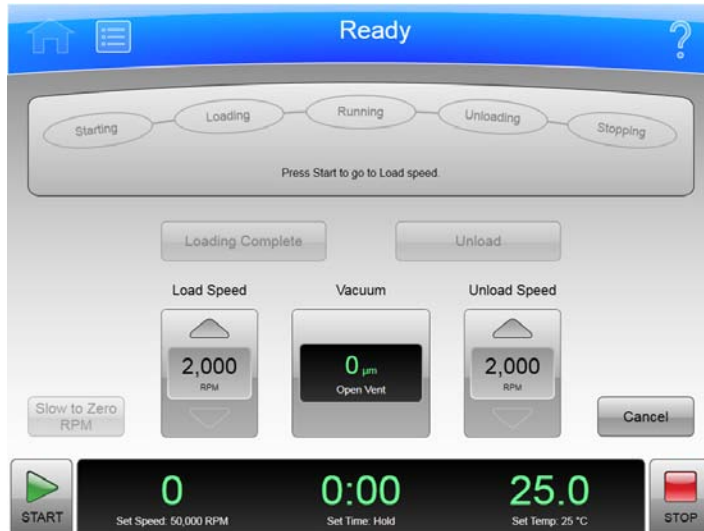 Ready
?
Starting
Loading
Running
Unloading
Stopping
Press Start to go to Load speed.
Loading Complete
Unload
Load Speed
Vacuum
Unload Speed
2,000
RPM
0 µm
Open Vent
2,000
RPM
Slow to Zero
RPM
Cancel
START
0
Set Speed: 50,000 RPM
0:00
Set Time: Hold
25.0
Set Temp: 25 °C
STOP